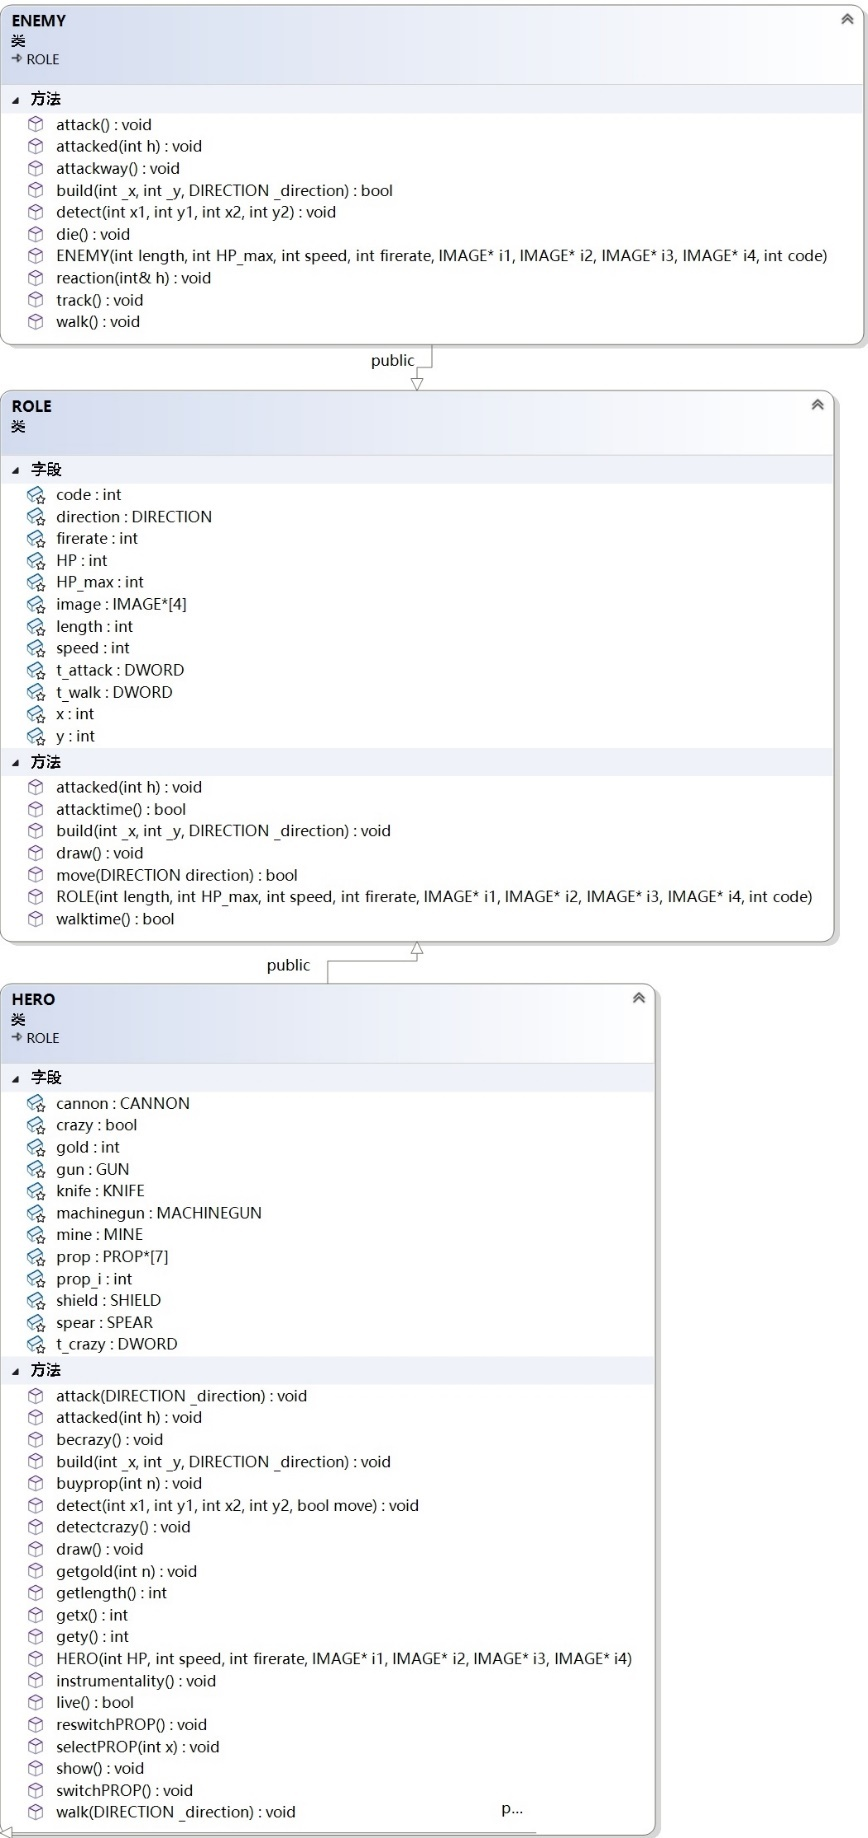 ENEMY
类
ROLE
方法
attack() : void
attacked(int h) : void
attackway() : void
build(int _x, int _y, DIRECTION _direction) : bool
detect(int x1, int y1, int x2, int y2) : void
die() : void
ENEMY(int length, int HP_max, int speed, int firerate, IMAGE* i1, IMAGE* i2, IMAGE* i3, IMAGE* i4, int code)
reaction(int& h) : void
track() : void
walk() : void
public
ROLE
类
字段
code : int
direction : DIRECTION
firerate : int
HP : int
HP_max : int
image : IMAGE*[4]
length : int
speed : int
t_attack : DWORD
t_walk : DWORD
x : int
y : int
方法
attacked(int h) : void
attacktime() : bool
build(int _x, int _y, DIRECTION _direction) : void
draw() : void
move(DIRECTION direction) : bool
ROLE(int length, int HP_max, int speed, int firerate, IMAGE* i1, IMAGE* i2, IMAGE* i3, IMAGE* i4, int code)
walktime() : bool
public
HERO
类
ROLE
字段
cannon : CANNON
crazy : bool
gold : int
gun : GUN
knife : KNIFE
machinegun : MACHINEGUN
mine : MINE
prop : PROP*[7]
prop_i : int
shield : SHIELD
spear : SPEAR
t_crazy : DWORD
方法
attack(DIRECTION _direction) : void
attacked(int h) : void
becrazy() : void
build(int _x, int _y, DIRECTION _direction) : void
buyprop(int n) : void
detect(int x1, int y1, int x2, int y2, bool move) : void
detectcrazy() : void
draw() : void
getgold(int n) : void
getlength() : int
getx() : int
gety() : int
HERO(int HP, int speed, int firerate, IMAGE* i1, IMAGE* i2, IMAGE* i3, IMAGE* i4)
instrumentality() : void
live() : bool
reswitchPROP() : void
selectPROP(int x) : void
show() : void
switchPROP() : void
walk(DIRECTION _direction) : void
p...